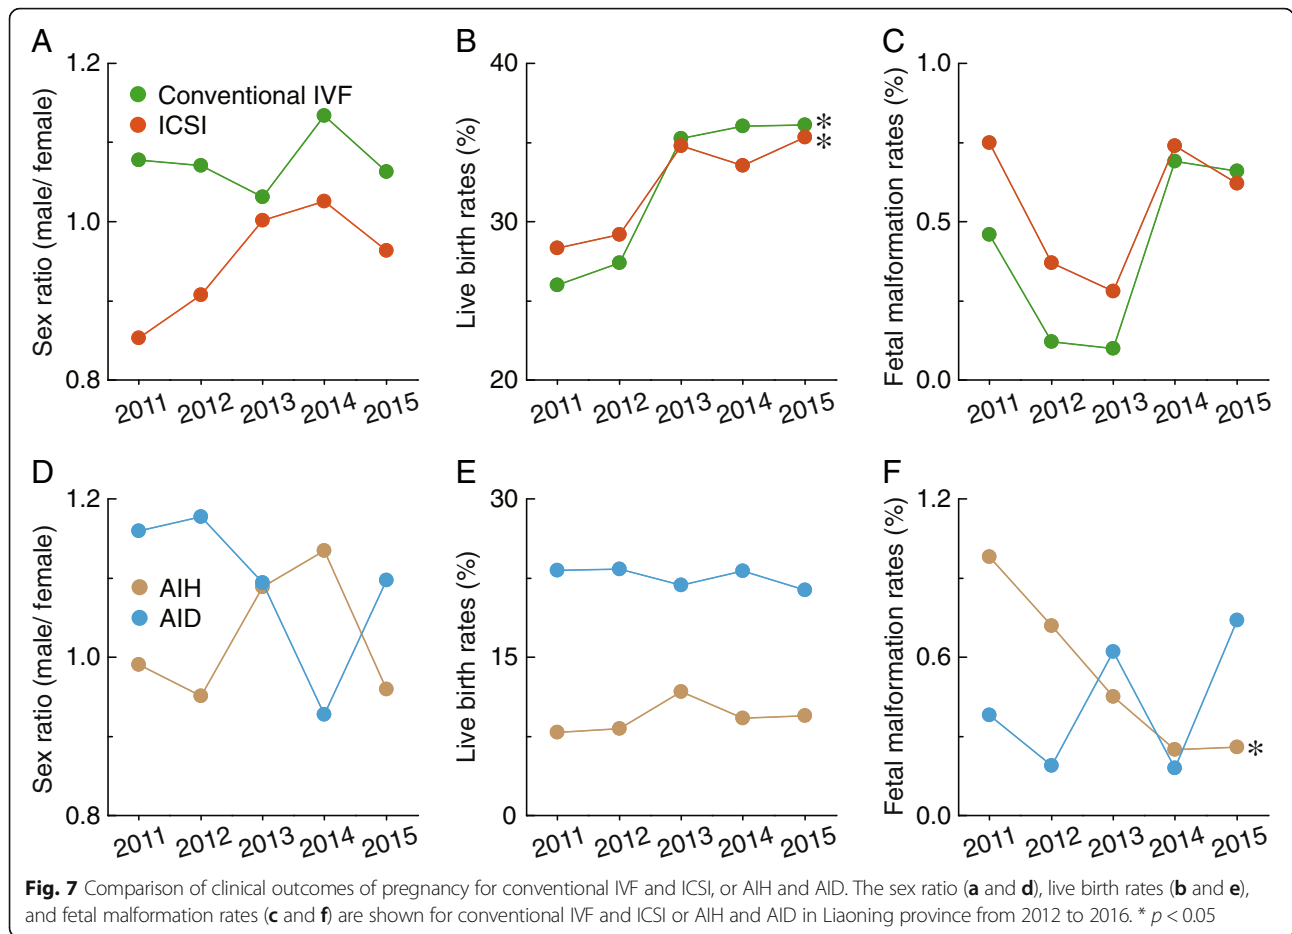 A
Sex ratio (male/ female)
1.2
1.0
0.8
Conventional IVF
ICSI
2011 2012 2013 2014 2015
B
Live birth rates (%)
40
30
20
*
*
2011 2012 2013 2014 2015
C
Fetal malformation rates (%)
1.0
0.5
0.0
2011 2012 2013 2014 2015
D
Sex ratio (male/ female)
1.2
1.0
0.8
AIH
AID
2011 2012 2013 2014 2015
E
Live birth rates (%)
30
15
0
2011 2012 2013 2014 2015
F
Fetal malformation rates (%)
1.2
0.6
0.0
*
2011 2012 2013 2014 2015
Fig. 7 Comparison of clinical outcomes of pregnancy for conventional IVF and ICSI, or AIH and AID. The sex ratio (a and d), live birth rates (b and e),
and fetal malformation rates (c and f) are shown for conventional IVF and ICSI or AIH and AID in Liaoning province from 2012 to 2016. * p < 0.05